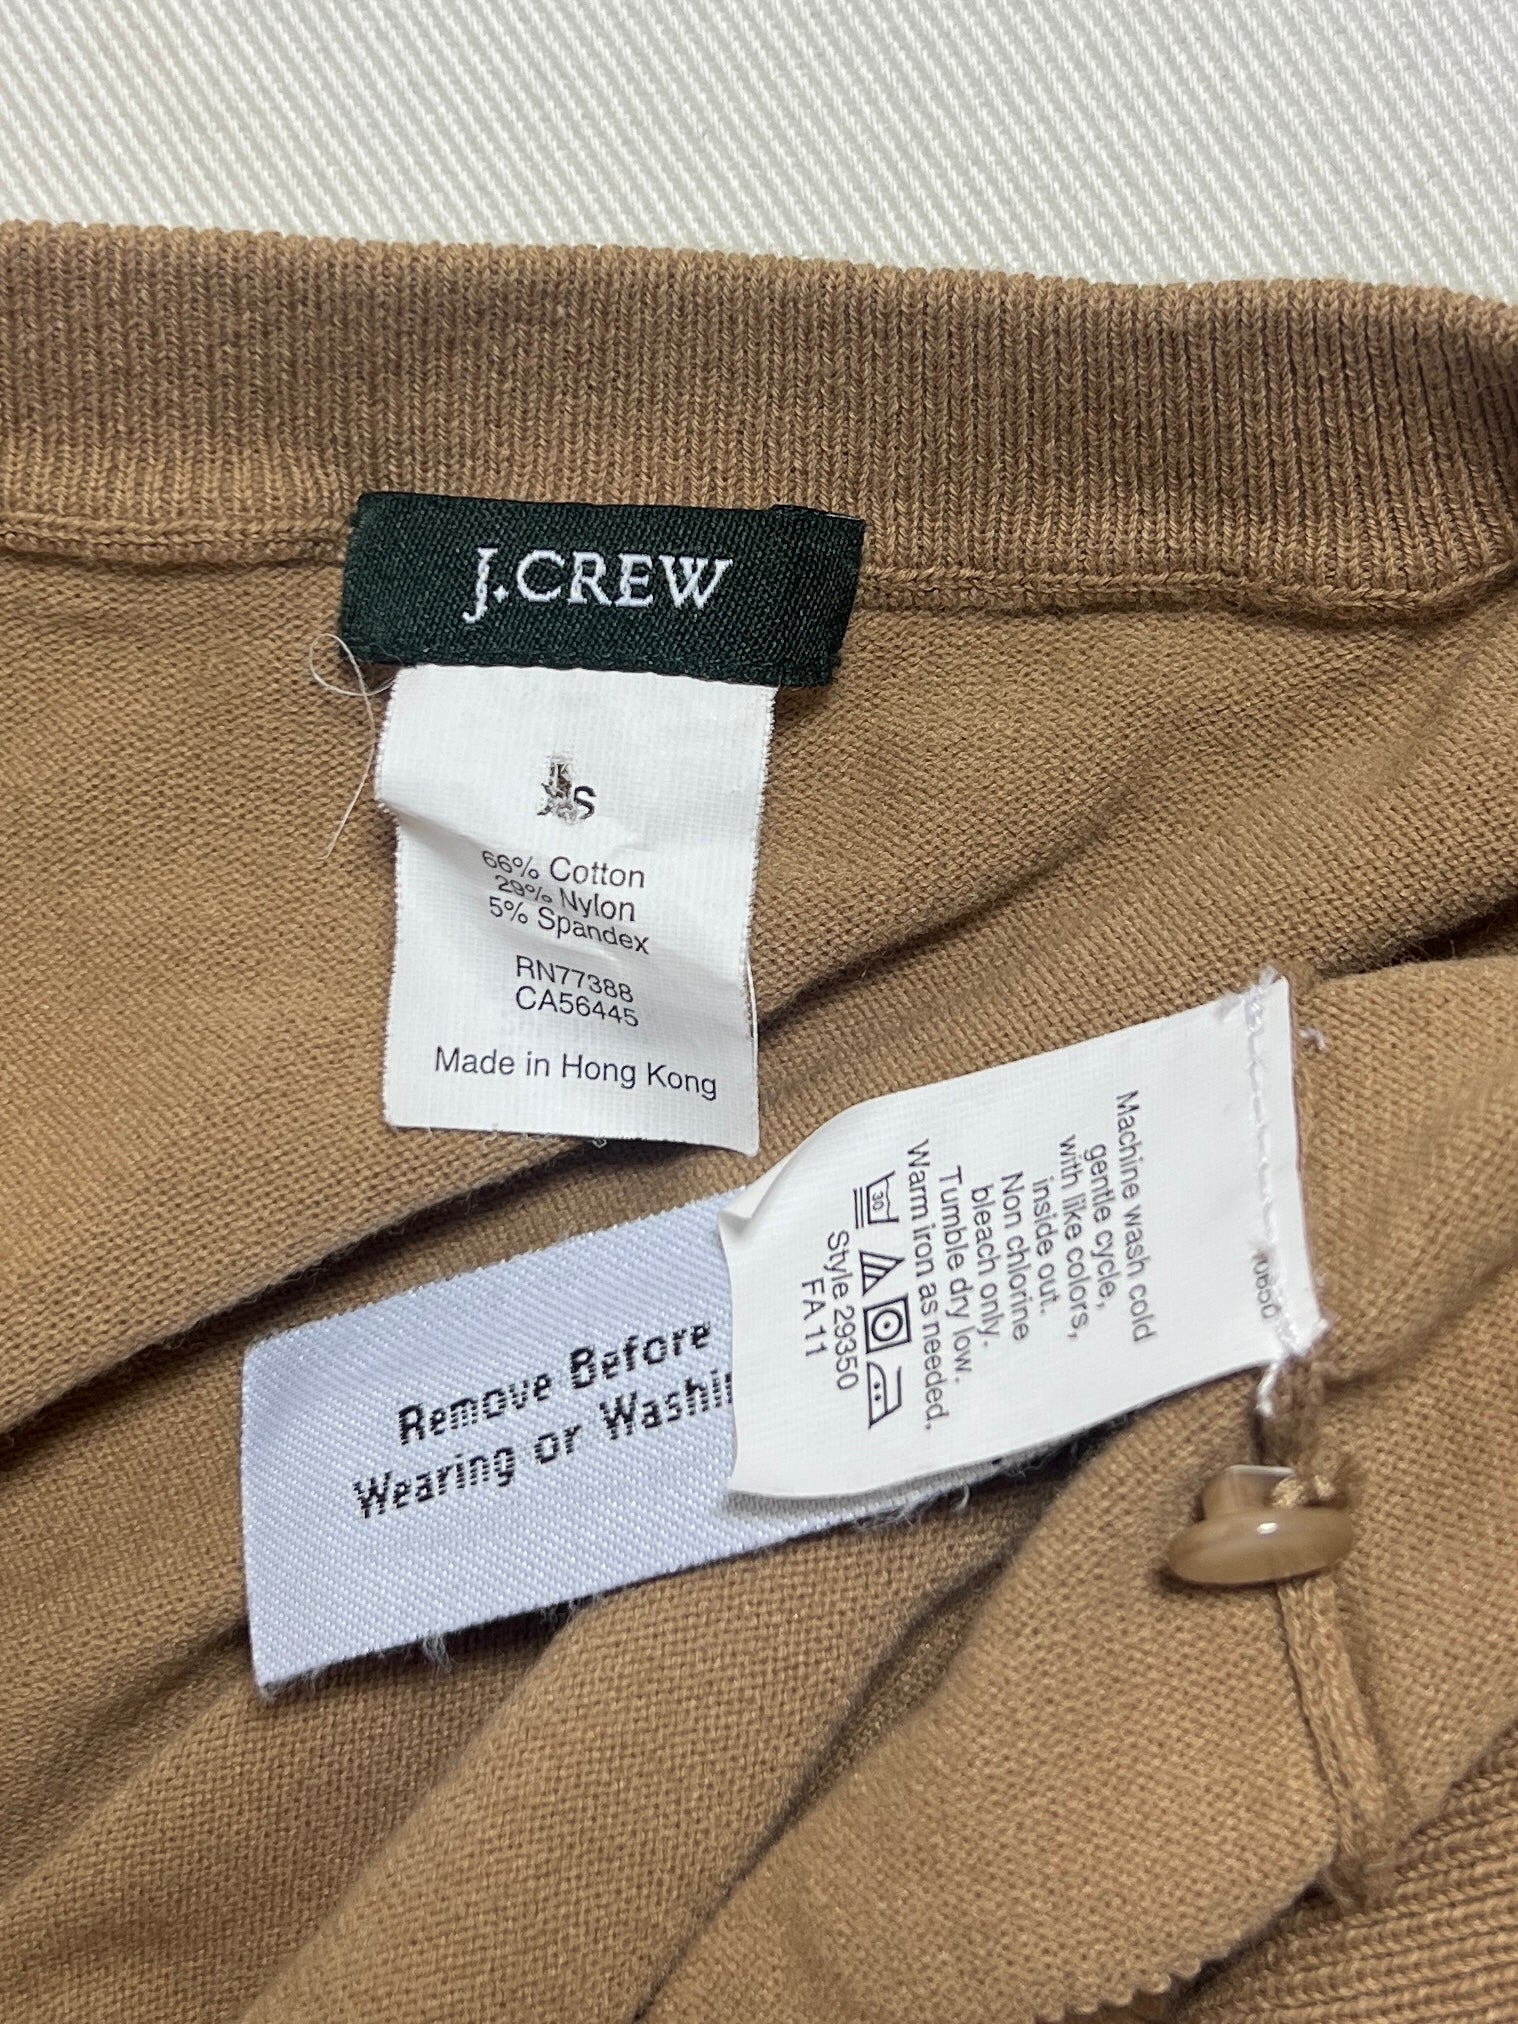 J.CREW
XS
66% Cotton
29% Nylon
5% Spandex
RN77388
CA56445
Made in Hong Kong
Machine wash cold
gentle cycle,
with like colors,
inside out.
Non chlorine
bleach only.
Tumble dry low.
Warm iron as needed.
30
Style 29350
FA 11
Remove Before
Wearing or